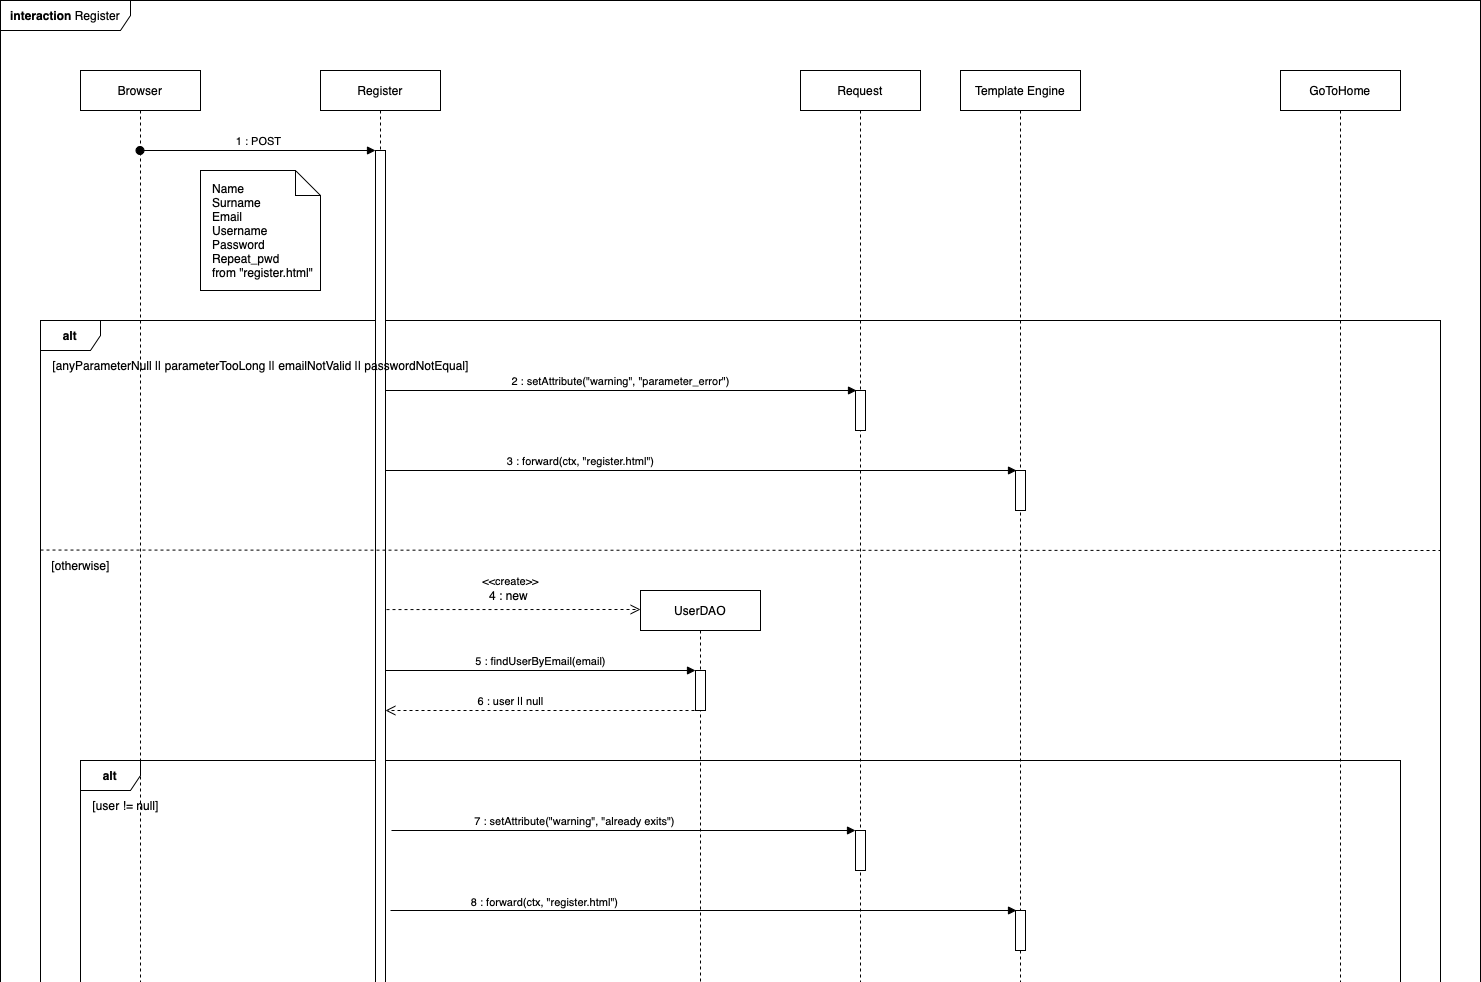 interaction Register
Browser
Register
Request
Template Engine
GoToHome
1 : POST
Name
Surname
Email
Username
Password
Repeat_pwd
from "register.html"
alt
[anyParameterNull || parameterTooLong || emailNotValid || passwordNotEqual]
2 : setAttribute("warning", "parameter_error")
3 : forward(ctx, "register.html")
[otherwise]
<<create>>
4 : new
UserDAO
5 : findUserByEmail(email)
6 : user || null
alt
[user != null]
7 : setAttribute("warning", "already exits")
8 : forward(ctx, "register.html")